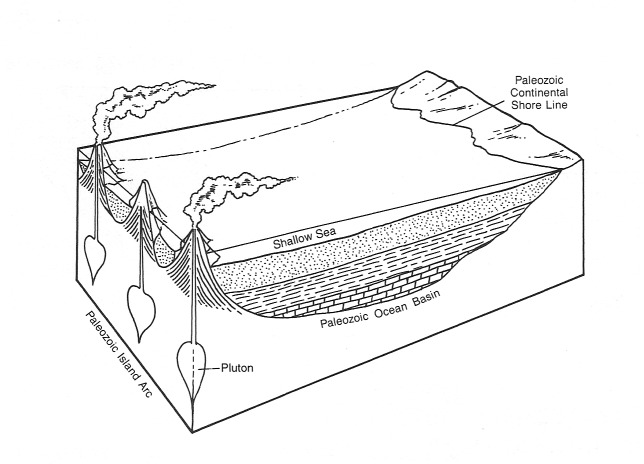 Paleozoic
Continental
Shore Line
Shallow Sea
Paleozoic Ocean Basin
Paleozoic Island Arc
Pluton